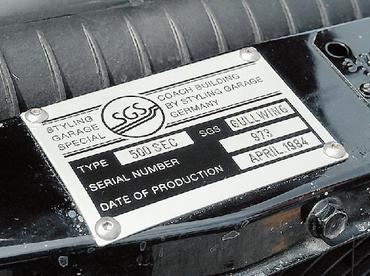 STYLING
GARAGE
SPECIAL
SGS
COACH BUILDING
BY STYLING GARAGE
GERMANY
TYPE 500 SEC SGS GULLWING
SERIAL NUMBER 973
DATE OF PRODUCTION APRIL 1984